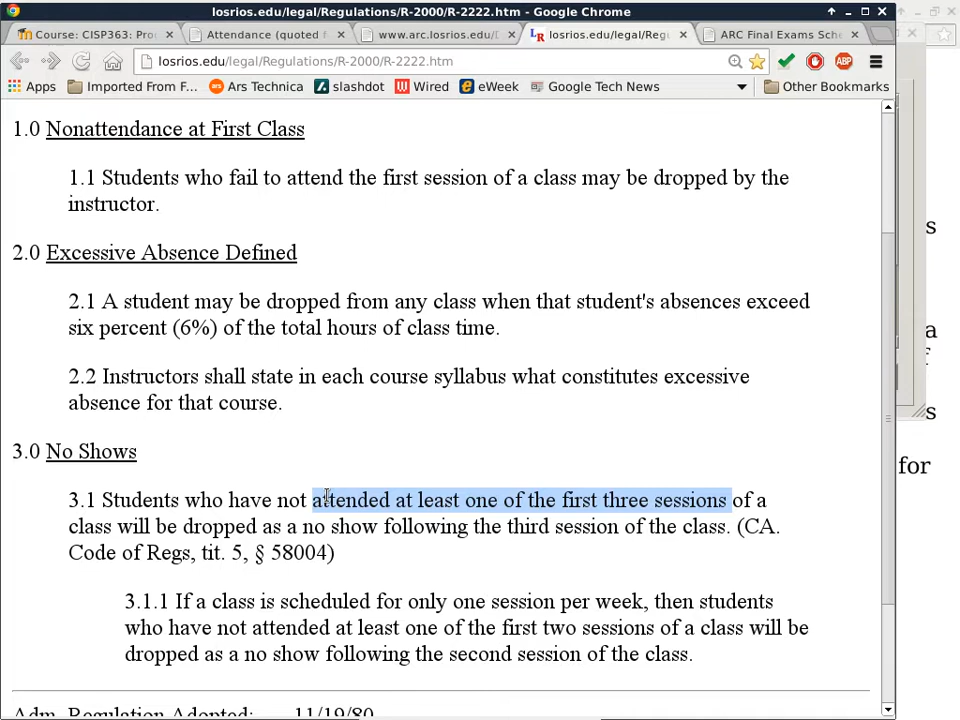 losrios.edu/legal/Regulations/R-2000/R-2222.htm - Google Chrome
Course: CISP363: Pro
Attendance (quoted f
www.arc.losrios.edu/D
LR losrios.edu/legal/Regu
ARC Final Exams Sch
losrios.edu/legal/Regulations/R-2000/R-2222.htm
ABP
Apps
Imported From F...
ars Ars Technica
slashdot
Wired
eWeek
Google Tech News
Other Bookmarks
1.0 Nonattendance at First Class
1.1 Students who fail to attend the first session of a class may be dropped by the
instructor.
2.0 Excessive Absence Defined
2.1 A student may be dropped from any class when that student's absences exceed
six percent (6%) of the total hours of class time.
2.2 Instructors shall state in each course syllabus what constitutes excessive
absence for that course.
3.0 No Shows
3.1 Students who have not attended at least one of the first three sessions of a
class will be dropped as a no show following the third session of the class. (CA.
Code of Regs, tit. 5, § 58004)
3.1.1 If a class is scheduled for only one session per week, then students
who have not attended at least one of the first two sessions of a class will be
dropped as a no show following the second session of the class.
Adm. Regulation Adopted: 11/19/80
s
a
f
s
for